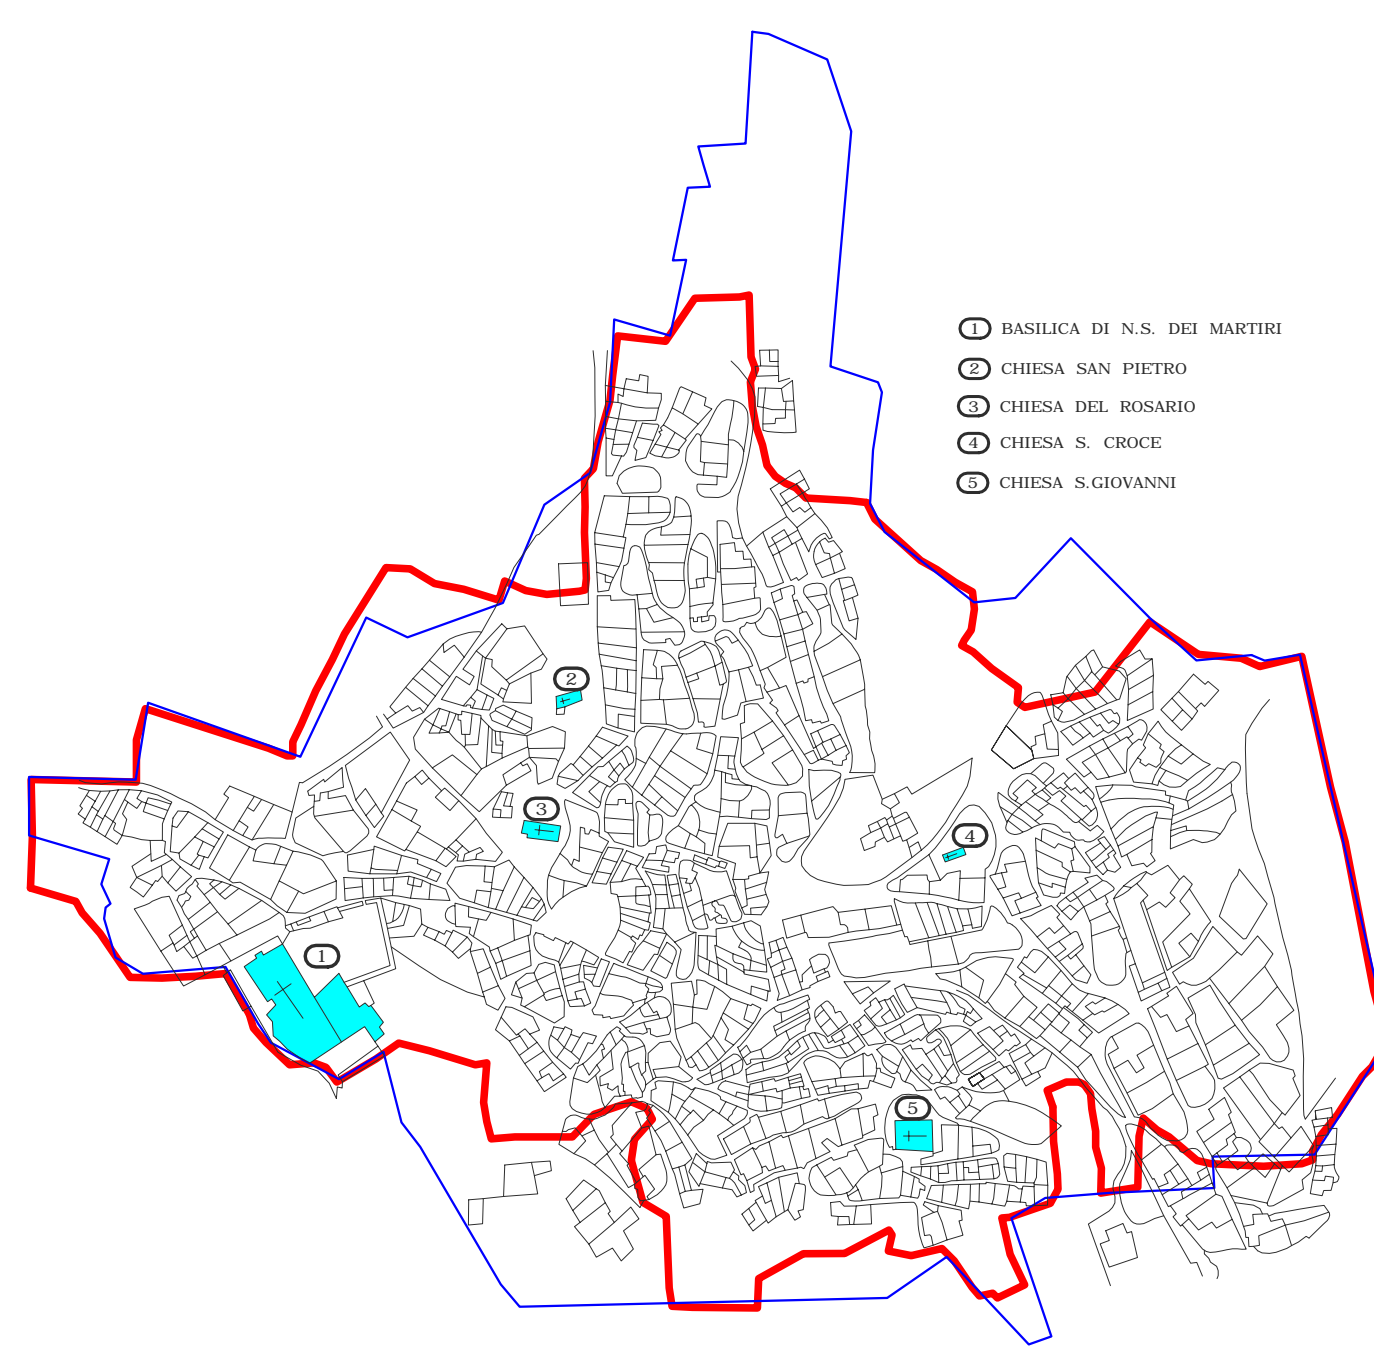 1 BASILICA DI N.S. DEI MARTIRI
2 CHIESA SAN PIETRO
3 CHIESA DEL ROSARIO
4 CHIESA S. CROCE
5 CHIESA S.GIOVANNI
2
3
4
1
5